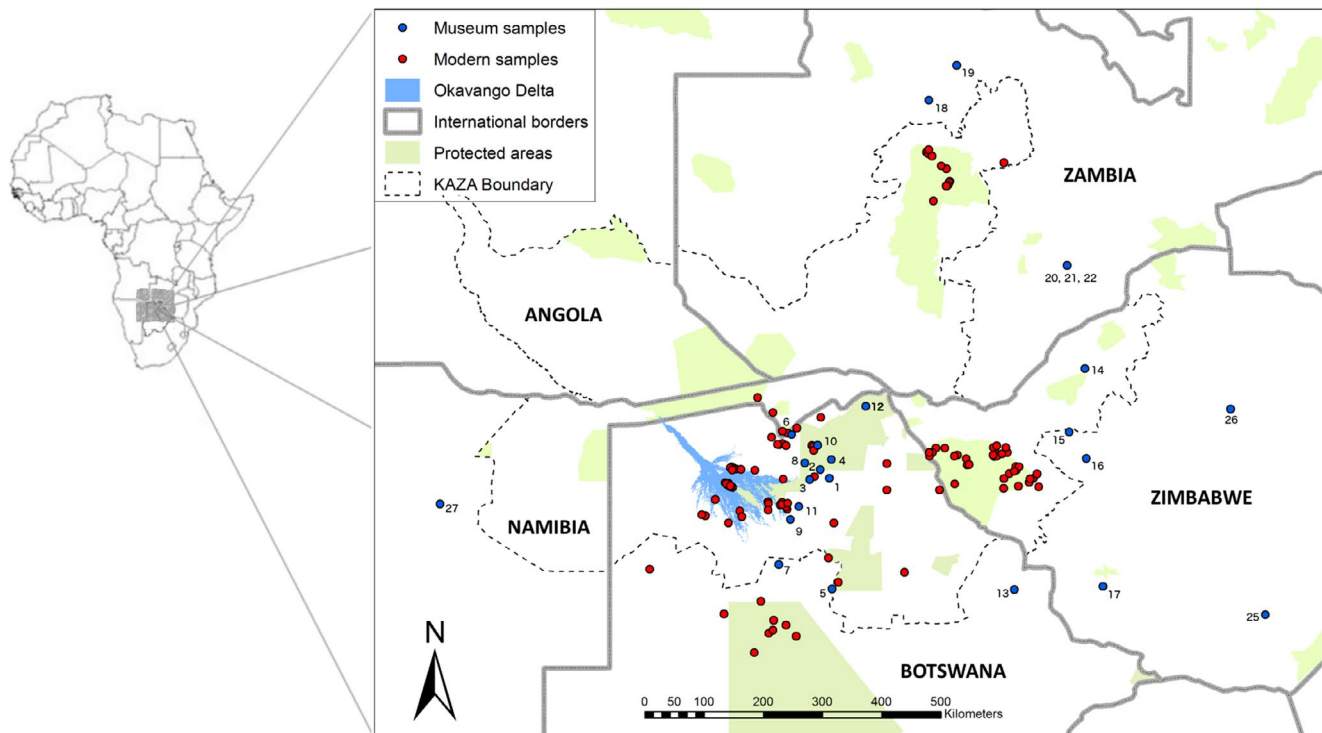 Museum samples
Modern samples
Okavango Delta
International borders
Protected areas
KAZA Boundary
19
18
ZAMBIA
20, 21, 22
ANGOLA
14
12
26
6
10
15
8
2
4
16
3
1
ZIMBABWE
27
11
NAMIBIA
9
7
5
13
17
25
N
BOTSWANA
0 50 100 200 300 400 500
Kilometers